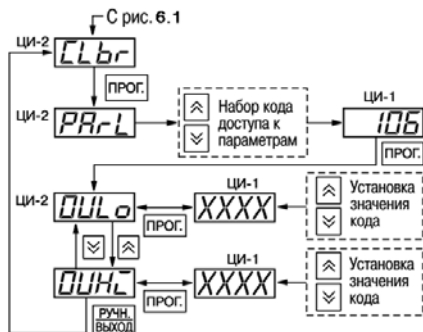 С рис. 6.1
ЦИ-2 CLbr
ПРОГ.
ЦИ-2 PArL
Набор кода
доступа к
параметрам
ЦИ-1
106
ПРОГ.
ЦИ-2 OULo
ПРОГ.
ЦИ-1
XXXX
Установка
значения
кода
OUHI
РУЧН.
ВЫХОД
ПРОГ.
ЦИ-1
XXXX
Установка
значения
кода